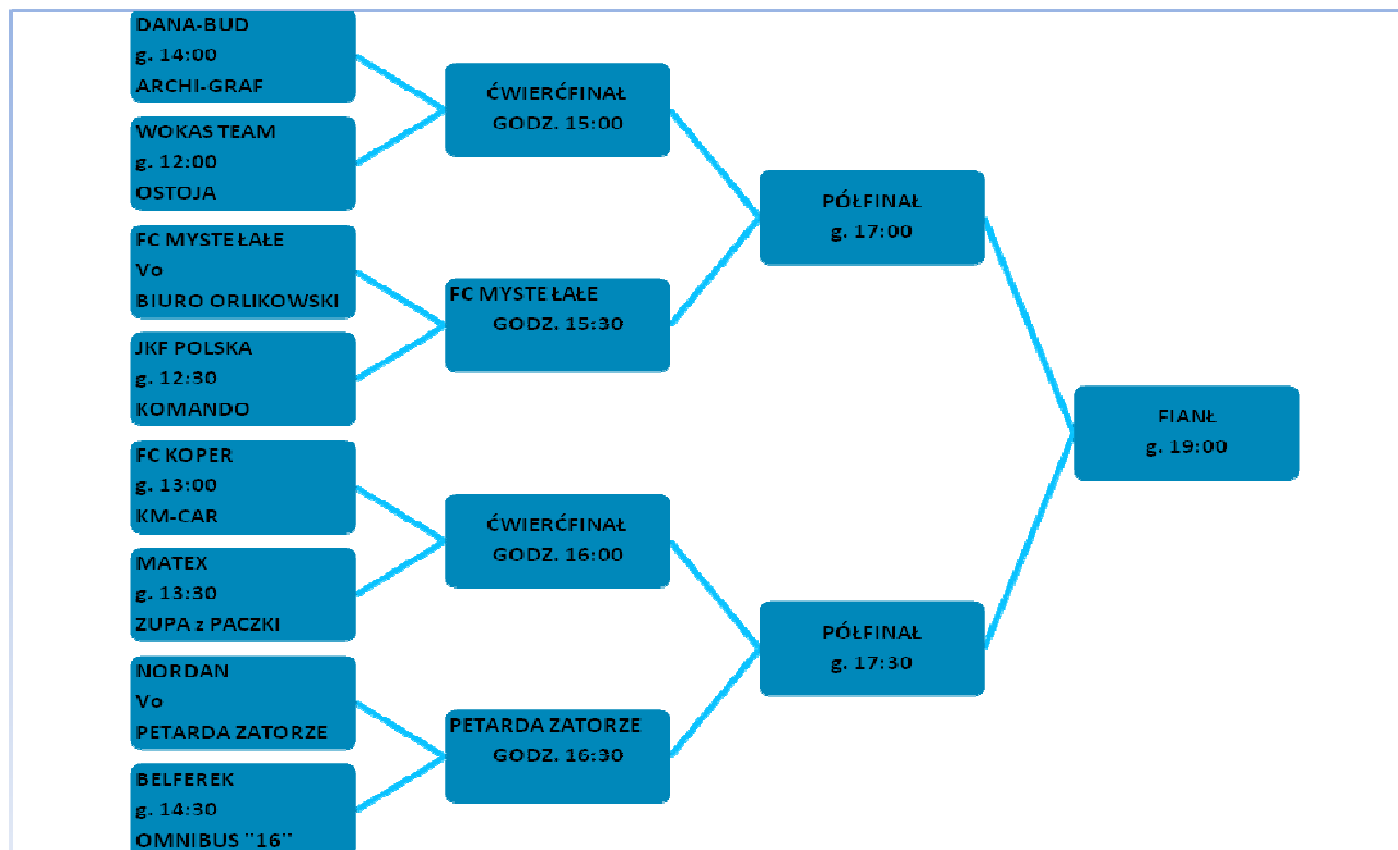 DANA-BUD
g. 14:00
ARCHI-GRAF
WOKAS TEAM
g. 12:00
OSTOJA
FC MYSTE ŁAŁE
Vo
BIURO ORLIKOWSKI
JKF POLSKA
g. 12:30
KOMANDO
FC KOPER
g. 13:00
KM-CAR
MATEX
g. 13:30
ZUPA z PACZKI
NORDAN
Vo
PETARDA ZATORZE
BELFEREK
g. 14:30
OMNIBUS "16"
ĆWIERĆFINAŁ
GODZ. 15:00
FC MYSTE ŁAŁE
GODZ. 15:30
ĆWIERĆFINAŁ
GODZ. 16:00
PETARDA ZATORZE
GODZ. 16:30
PÓŁFINAŁ
g. 17:00
PÓŁFINAŁ
g. 17:30
FIANŁ
g. 19:00